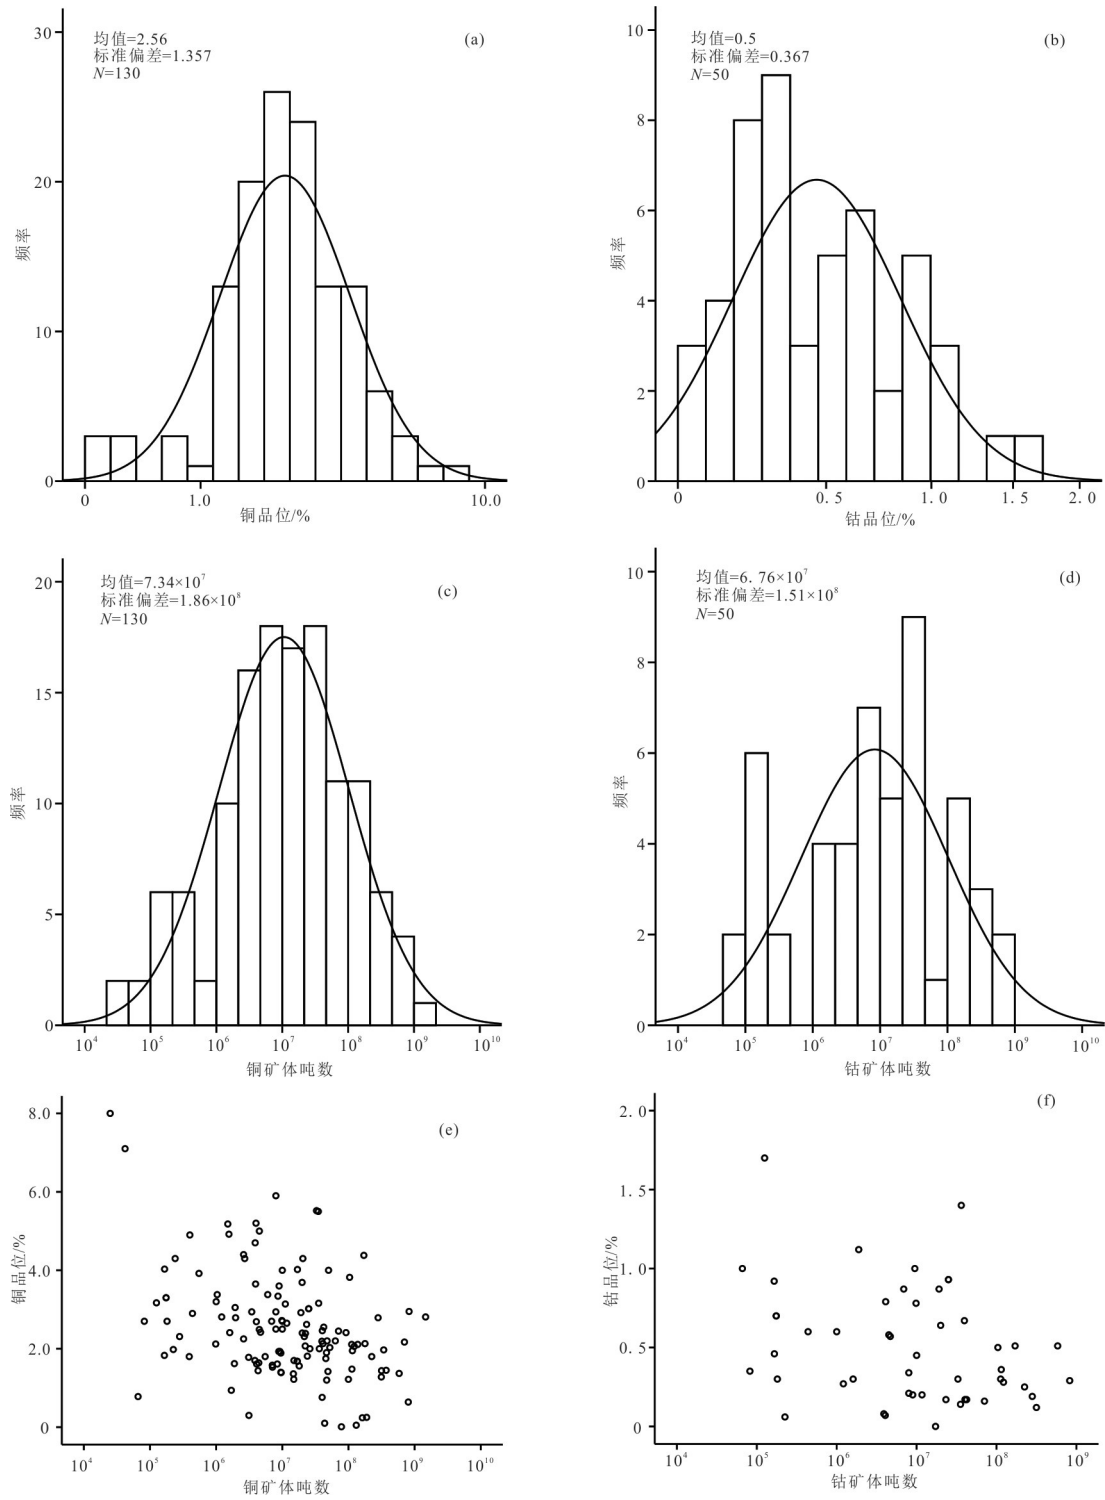 均值=2.56
标准偏差=1.357
N=130
(a)
30
20
10
0
频率
0 1.0 10.0
铜品位/%
均值=0.5
标准偏差=0.367
N=50
(b)
10
8
6
4
2
0
频率
0 0.5 1.0 1.5 2.0
钴品位/%
均值=7.34×10⁷
标准偏差=1.86×10⁸
N=130
(c)
20
15
10
5
0
频率
10⁴ 10⁵ 10⁶ 10⁷ 10⁸ 10⁹ 10¹⁰
铜矿体吨数
均值=6.76×10⁷
标准偏差=1.51×10⁸
N=50
(d)
10
8
6
4
2
0
频率
10⁴ 10⁵ 10⁶ 10⁷ 10⁸ 10⁹ 10¹⁰
钴矿体吨数
(e)
8.0
6.0
4.0
2.0
0
铜品位/%
10⁴ 10⁵ 10⁶ 10⁷ 10⁸ 10⁹ 10¹⁰
铜矿体吨数
(f)
2.0
1.5
1.0
0.5
0
钴品位/%
10⁴ 10⁵ 10⁶ 10⁷ 10⁸ 10⁹
钴矿体吨数